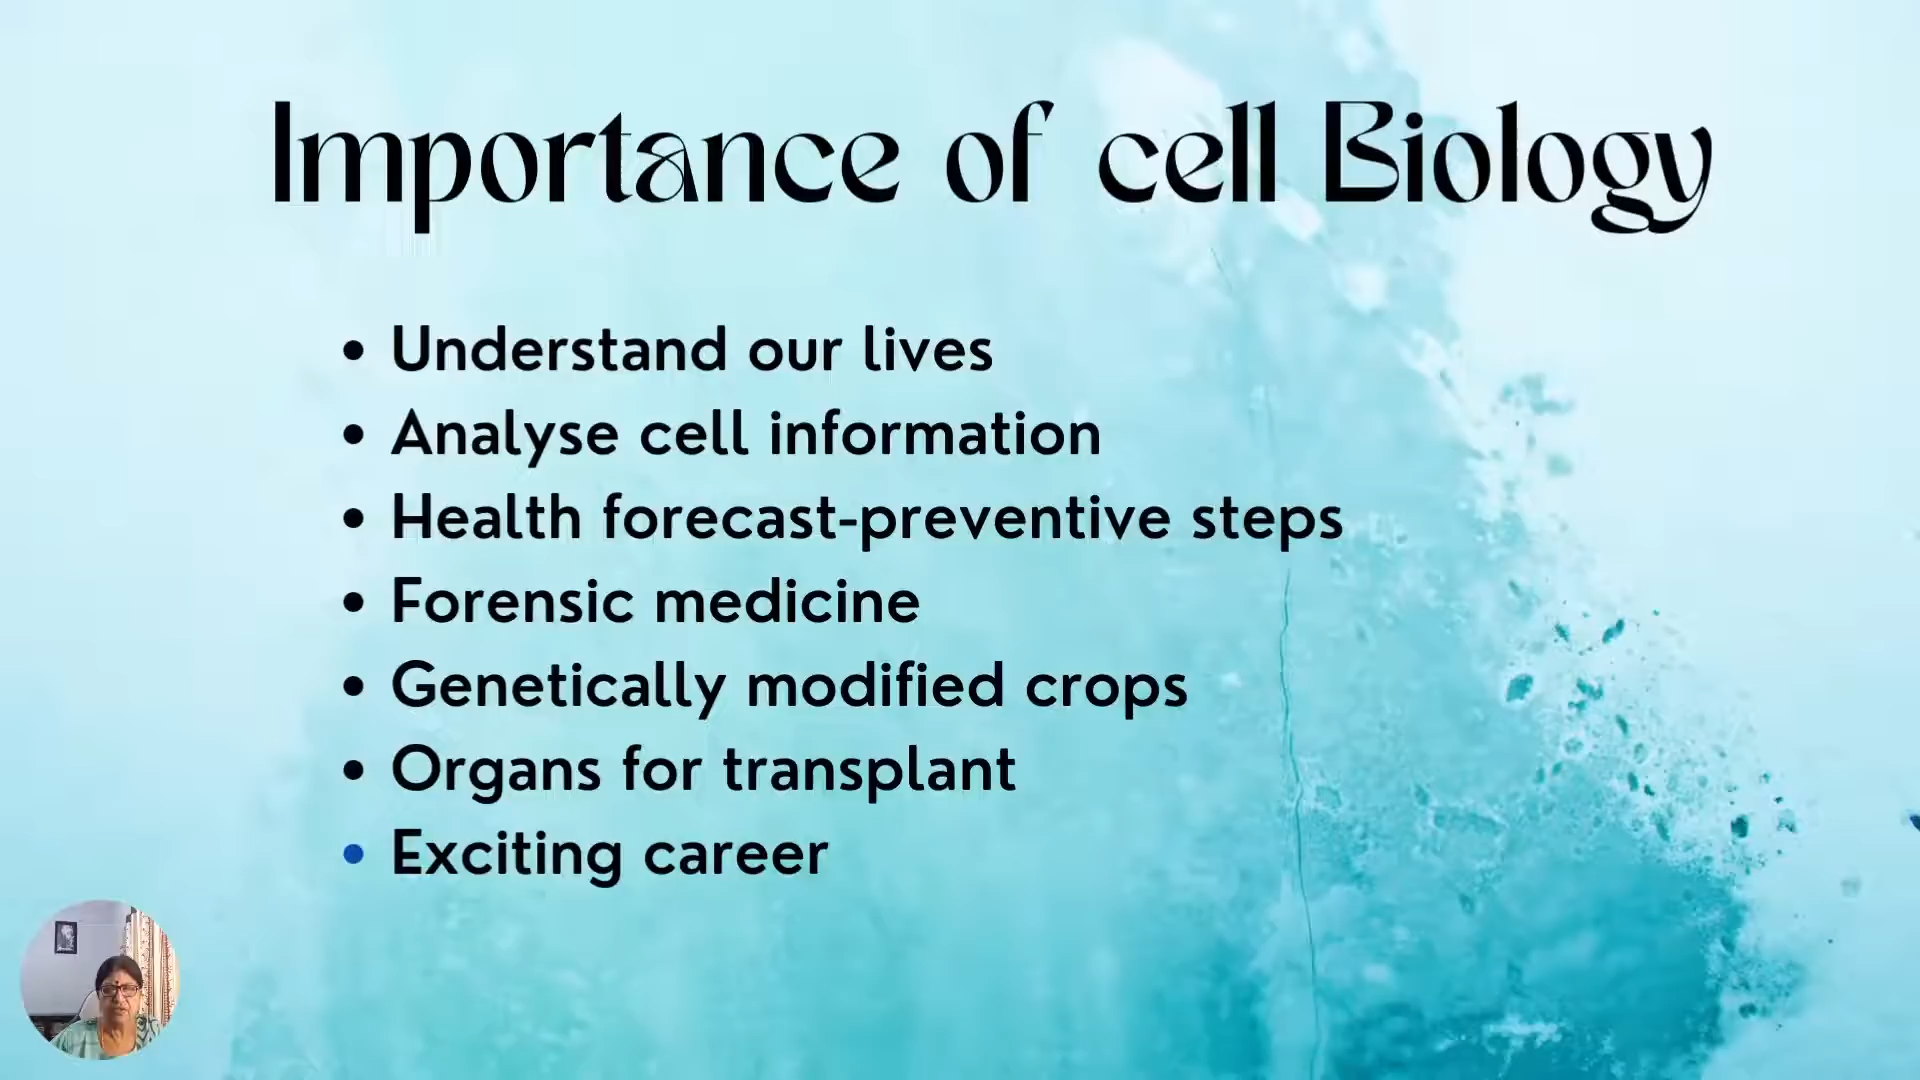 Importance of cell Biology
• Understand our lives
• Analyse cell information
• Health forecast-preventive steps
• Forensic medicine
• Genetically modified crops
• Organs for transplant
• Exciting career